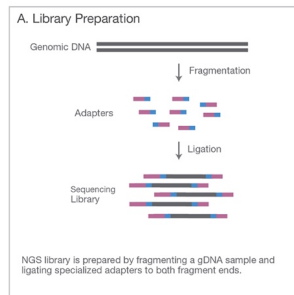 A. Library Preparation
Genomic DNA
Fragmentation
Adapters
Ligation
Sequencing
Library
NGS library is prepared by fragmenting a gDNA sample and
ligating specialized adapters to both fragment ends.